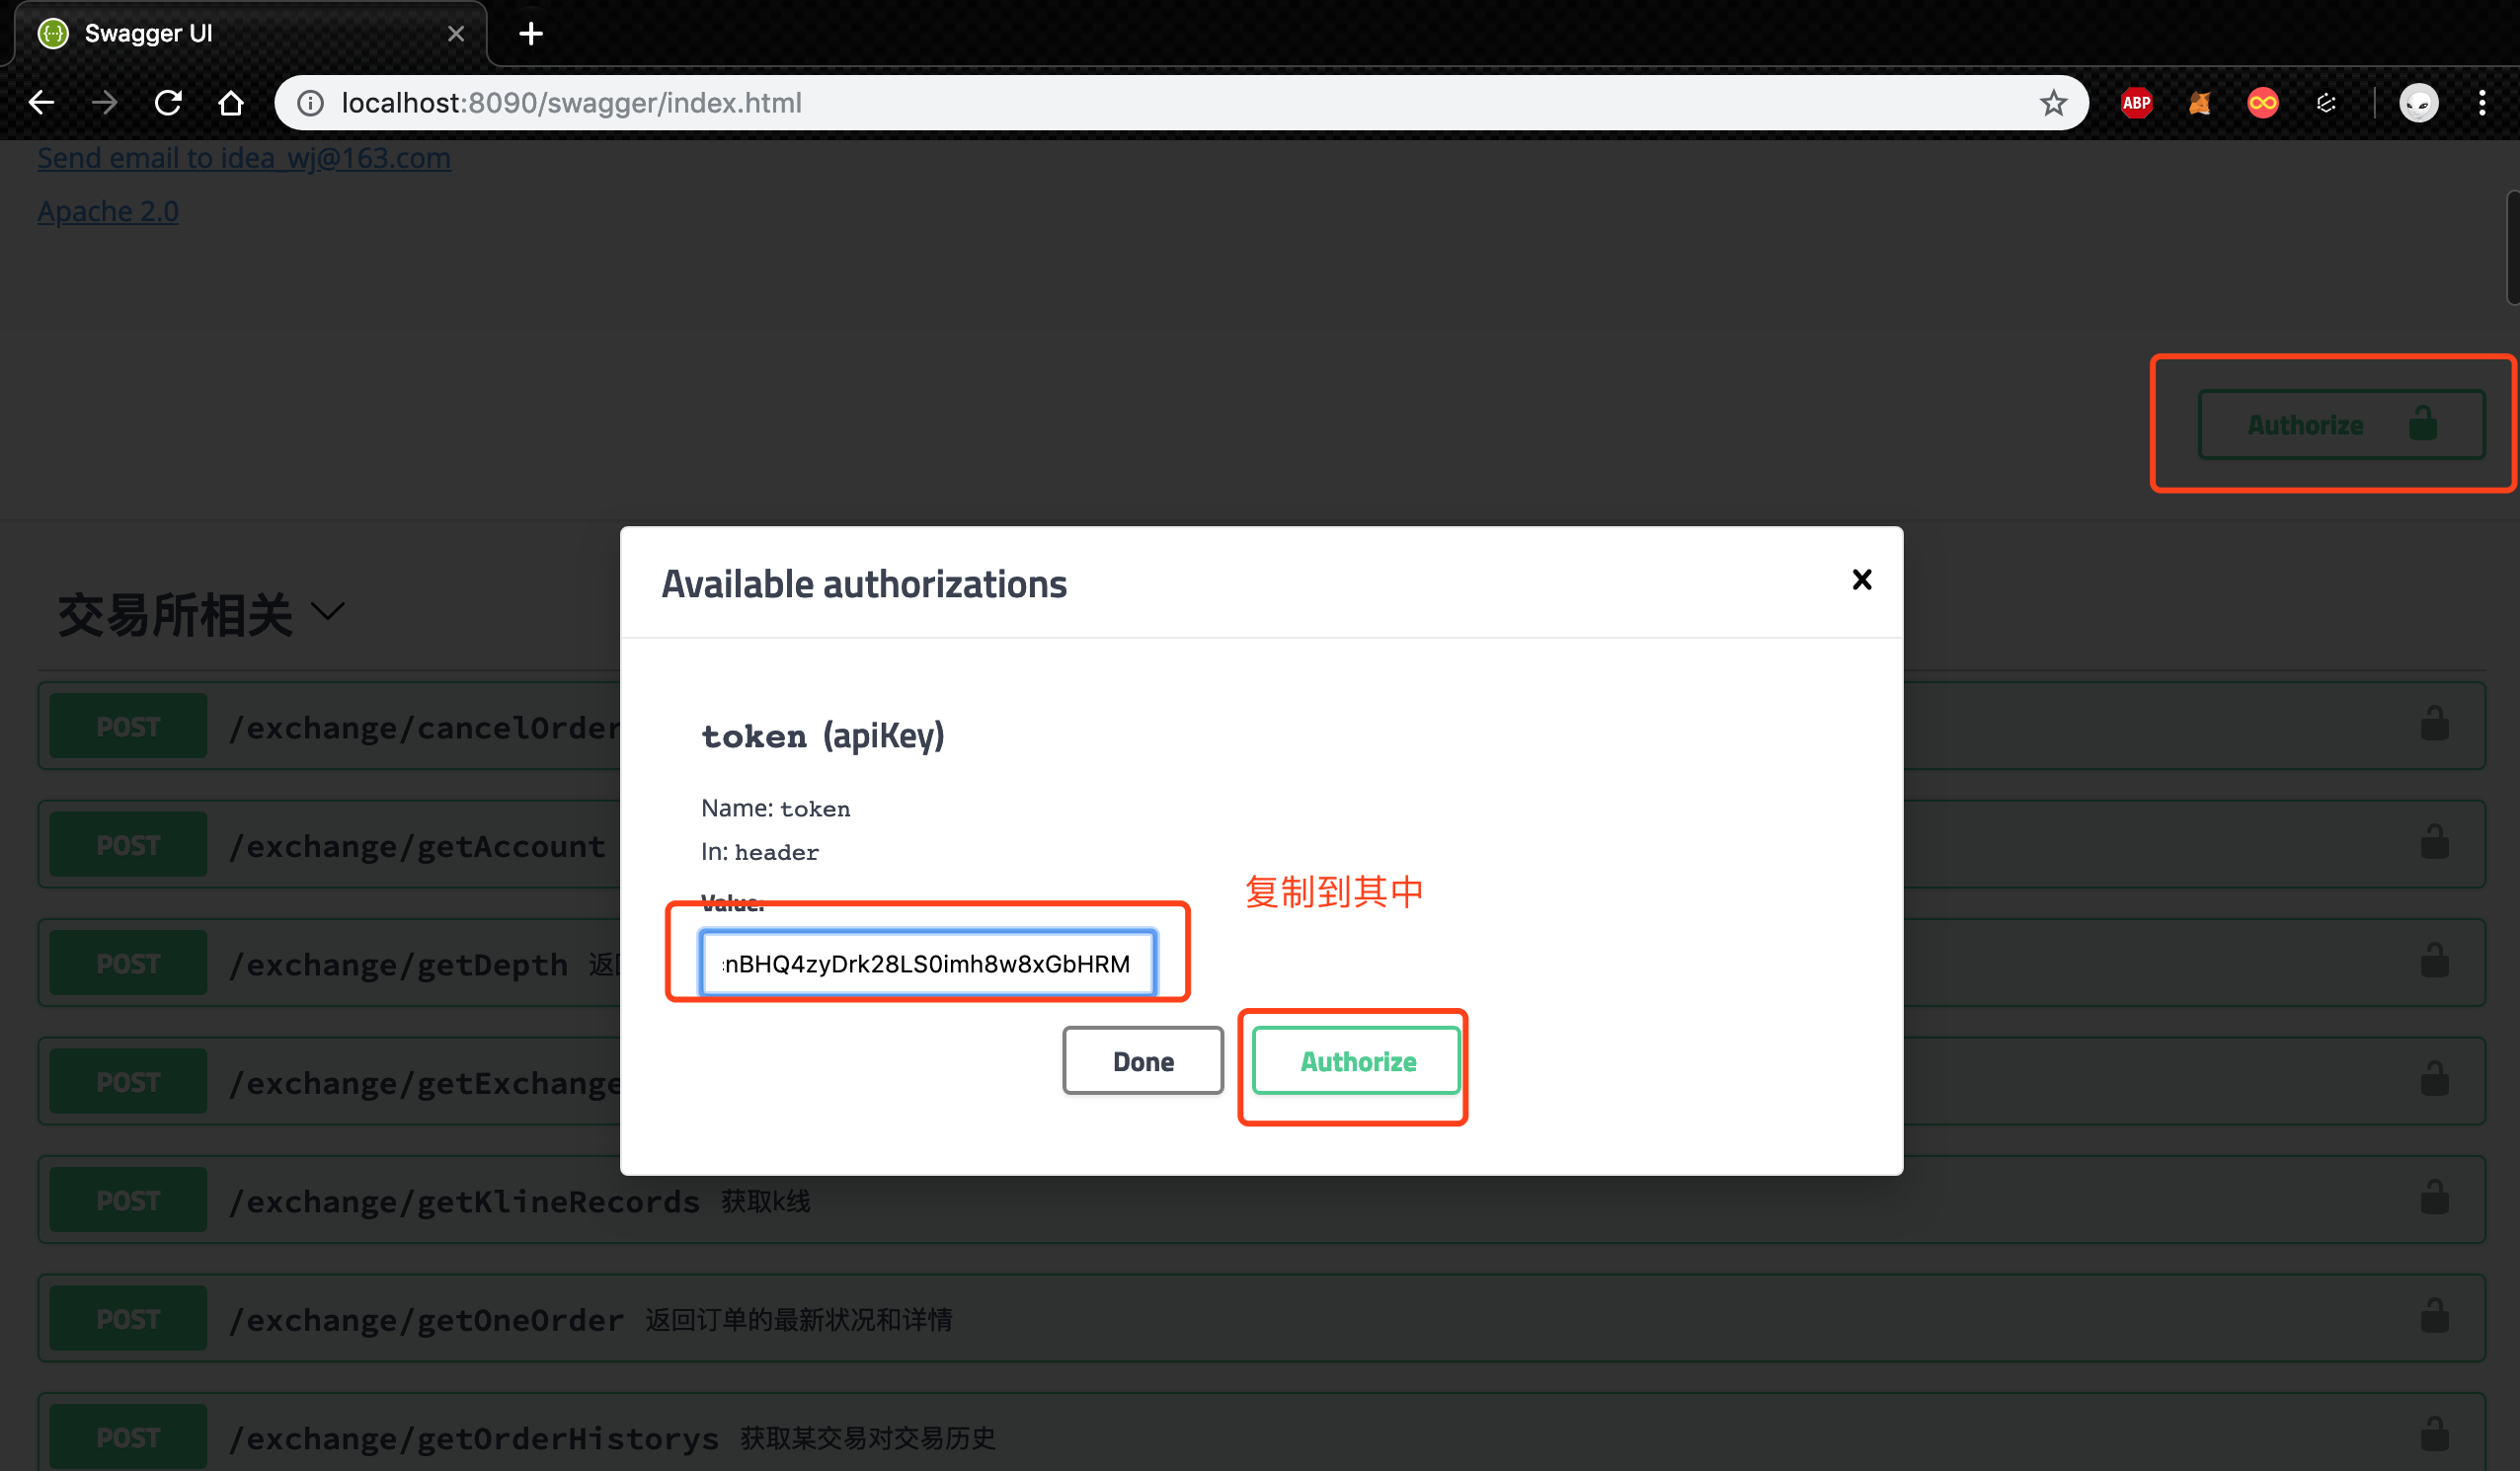 Swagger UI
localhost:8090/swagger/index.html
ABP
Send email to idea_wj@163.com
Apache 2.0
Authorize
Available authorizations
交易所相关
POST /exchange/cancelOrder
token (apiKey)
Name: token
POST /exchange/getAccount
In: header
复制到其中
Value:
nBHQ4zyDrk28LS0imh8w8xGbHRM
POST /exchange/getDepth 返
Done
Authorize
POST /exchange/getExchange
POST /exchange/getKlineRecords 获取k线
POST /exchange/getOneOrder 返回订单的最新状况和详情
POST /exchange/getOrderHistorys 获取某交易对交易历史